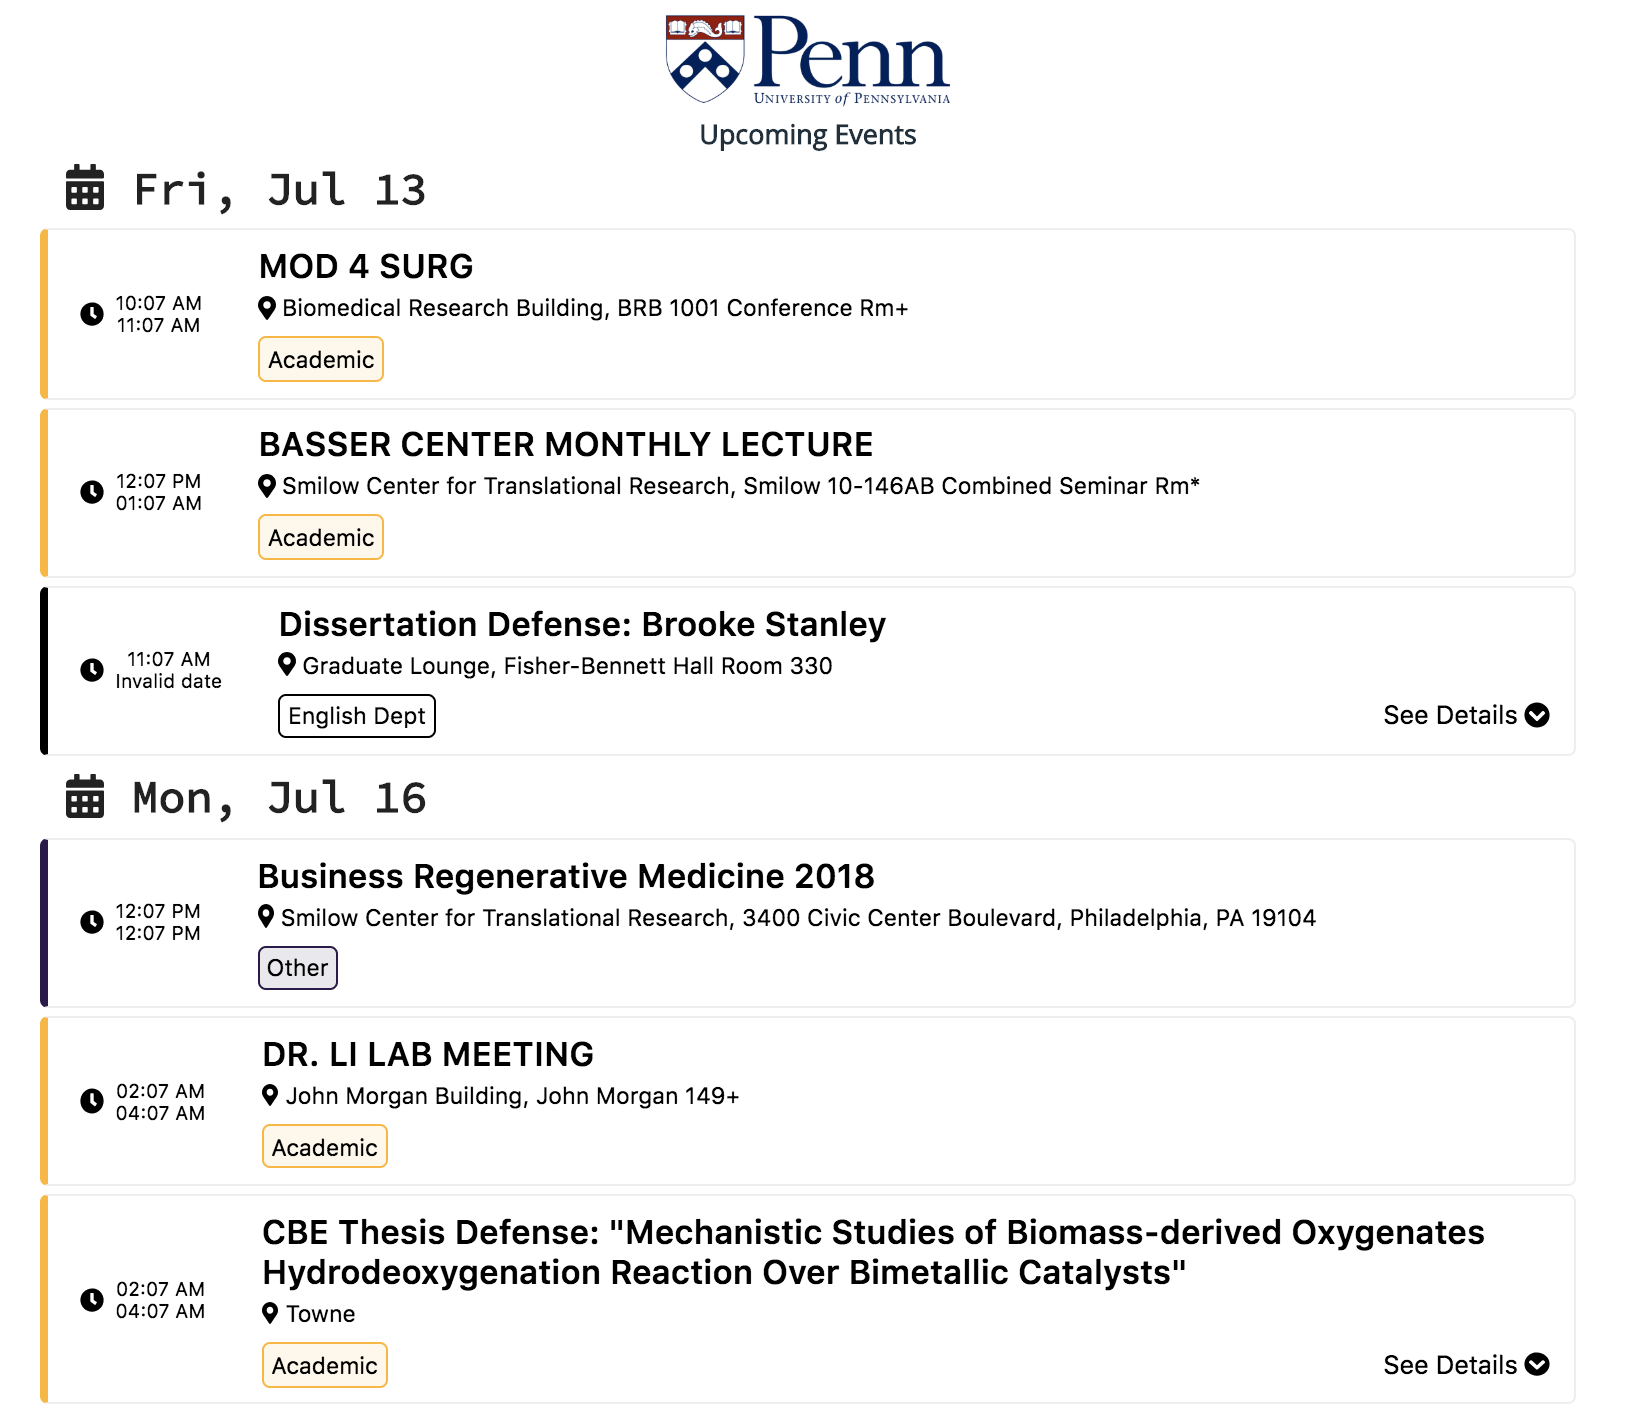 Penn
UNIVERSITY of PENNSYLVANIA
Upcoming Events
Fri, Jul 13
MOD 4 SURG
10:07 AM
11:07 AM
Biomedical Research Building, BRB 1001 Conference Rm+
Academic
BASSER CENTER MONTHLY LECTURE
12:07 PM
01:07 AM
Smilow Center for Translational Research, Smilow 10-146AB Combined Seminar Rm*
Academic
Dissertation Defense: Brooke Stanley
11:07 AM
Invalid date
Graduate Lounge, Fisher-Bennett Hall Room 330
English Dept
See Details
Mon, Jul 16
Business Regenerative Medicine 2018
12:07 PM
12:07 PM
Smilow Center for Translational Research, 3400 Civic Center Boulevard, Philadelphia, PA 19104
Other
DR. LI LAB MEETING
02:07 AM
04:07 AM
John Morgan Building, John Morgan 149+
Academic
CBE Thesis Defense: "Mechanistic Studies of Biomass-derived Oxygenates
Hydrodeoxygenation Reaction Over Bimetallic Catalysts"
02:07 AM
04:07 AM
Towne
Academic
See Details